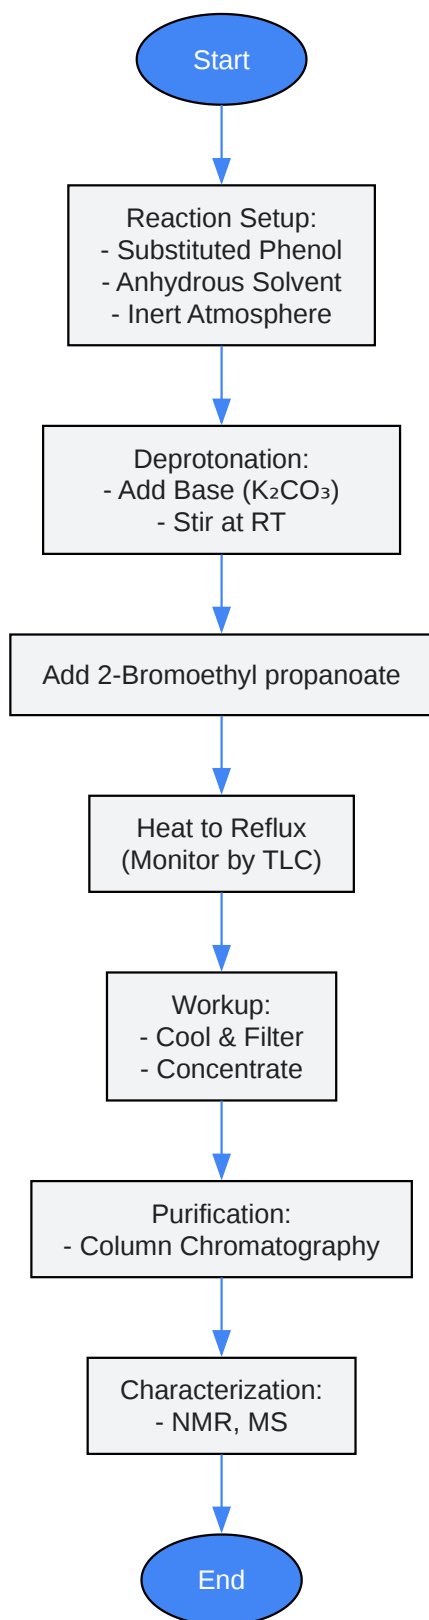 Start
Reaction Setup:
- Substituted Phenol
- Anhydrous Solvent
- Inert Atmosphere
Deprotonation:
- Add Base (K₂CO₃)
- Stir at RT
Add 2-Bromoethyl propanoate
Heat to Reflux
(Monitor by TLC)
Workup:
- Cool & Filter
- Concentrate
Purification:
- Column Chromatography
Characterization:
- NMR, MS
End